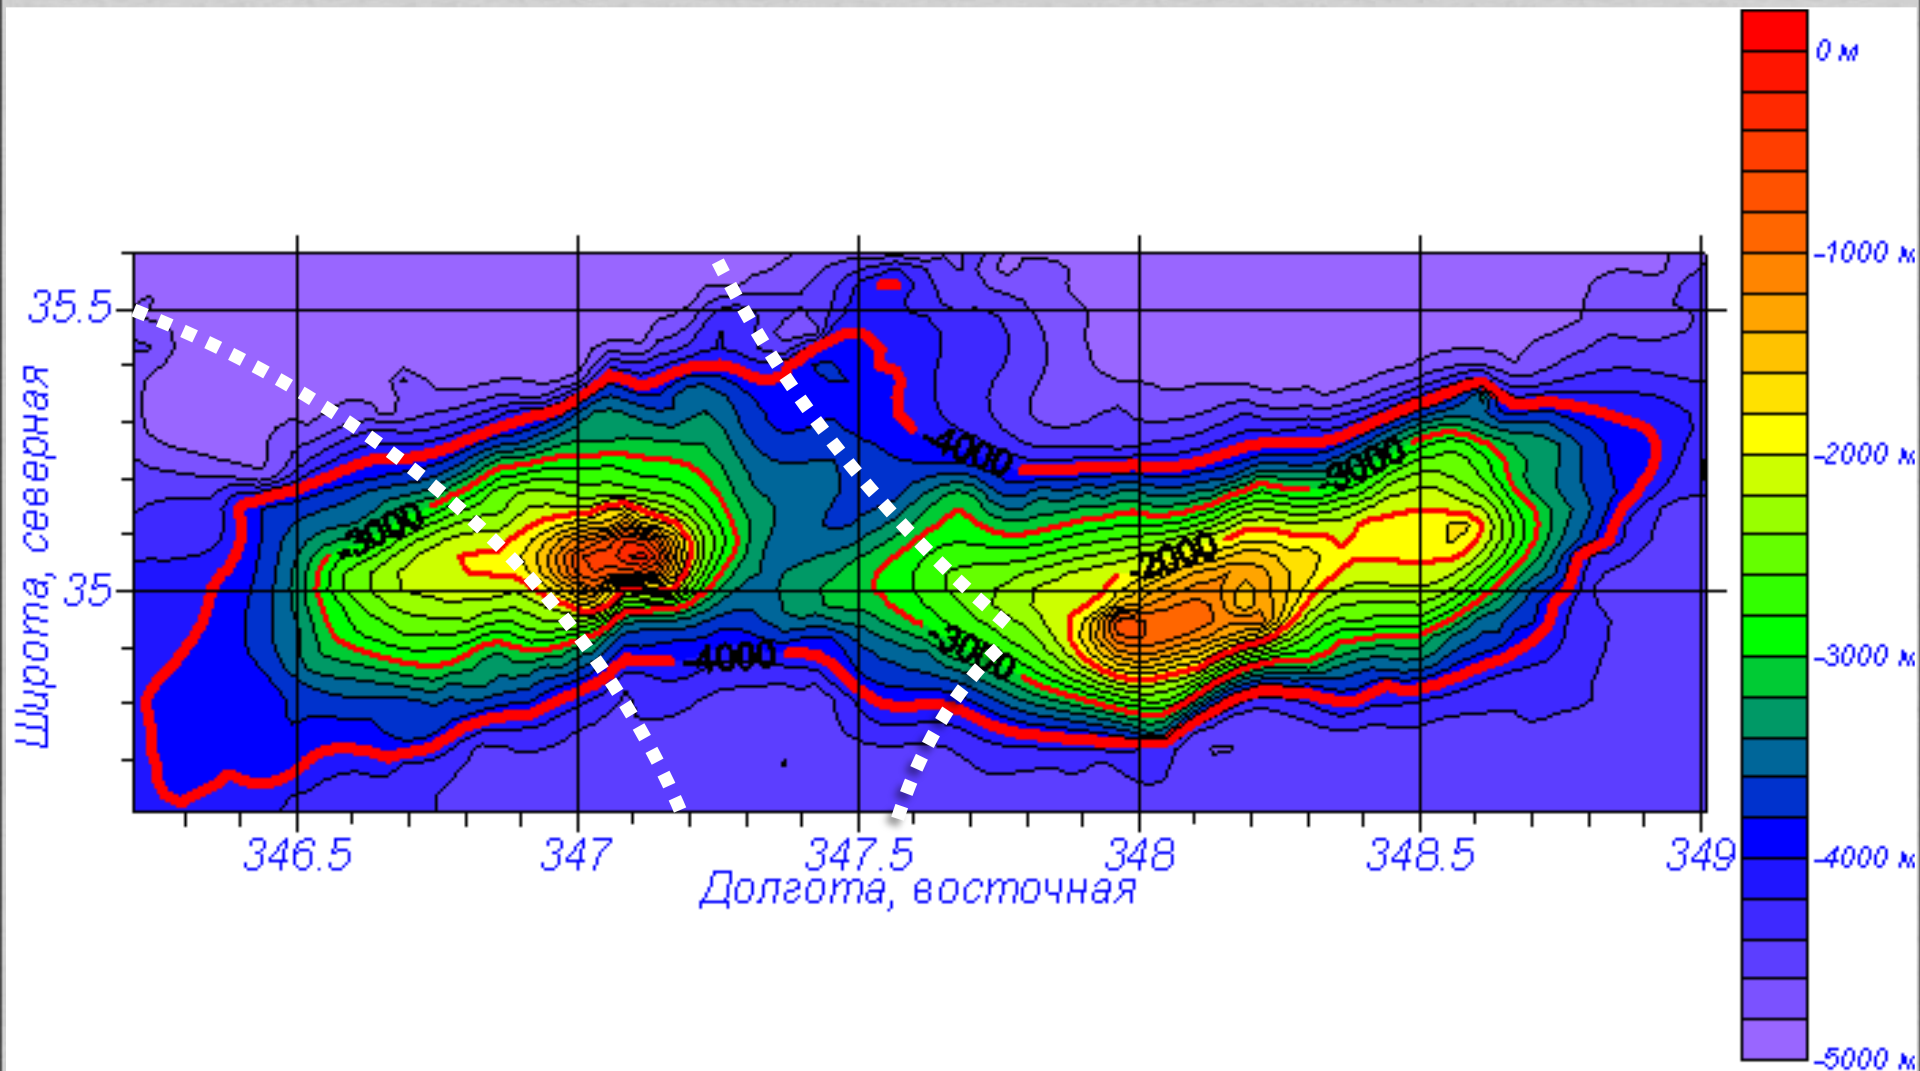 0 м
-1000 м
-2000 м
-3000 м
-4000 м
-5000 м
35.5
35
Широта, северная
-4000
-3000
-3000
-2000
-3000
-4000
346.5 347 347.5 348 348.5 349
Долгота, восточная